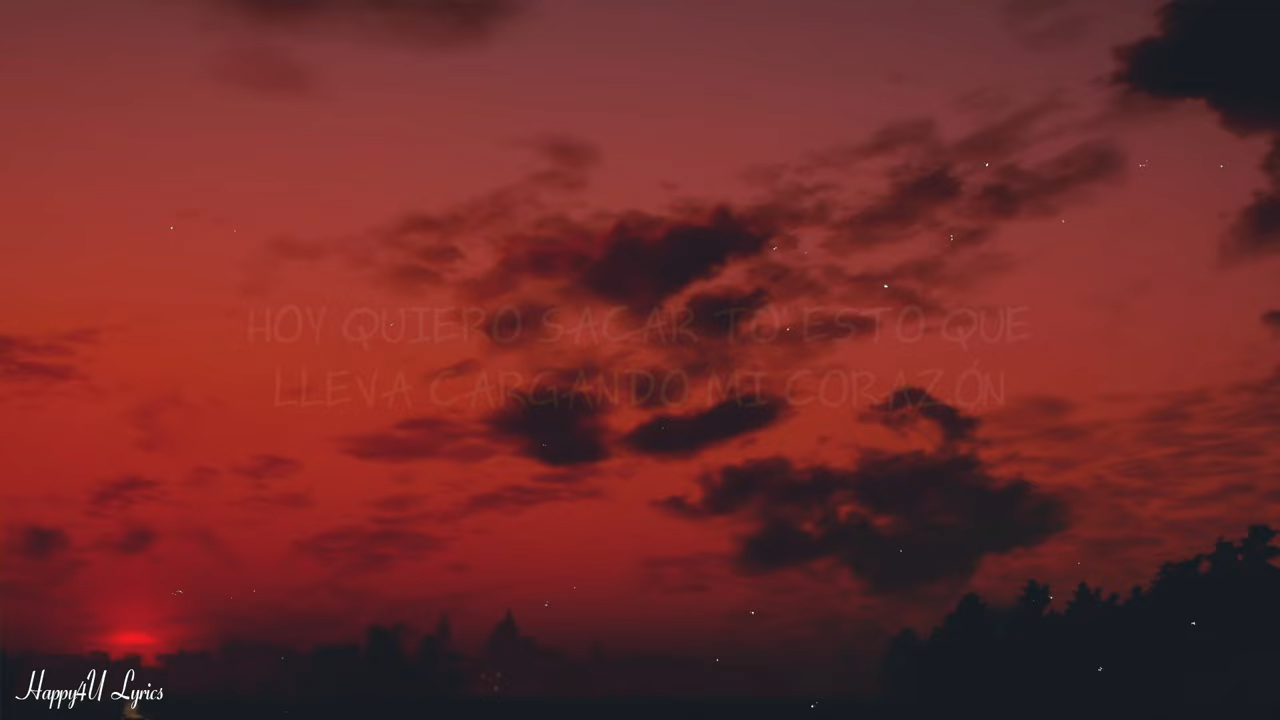 HOY QUIERO SACAR TO ESTO QUE
LLEVA CARGANDO MI CORAZÓN
Happy4U Lyrics